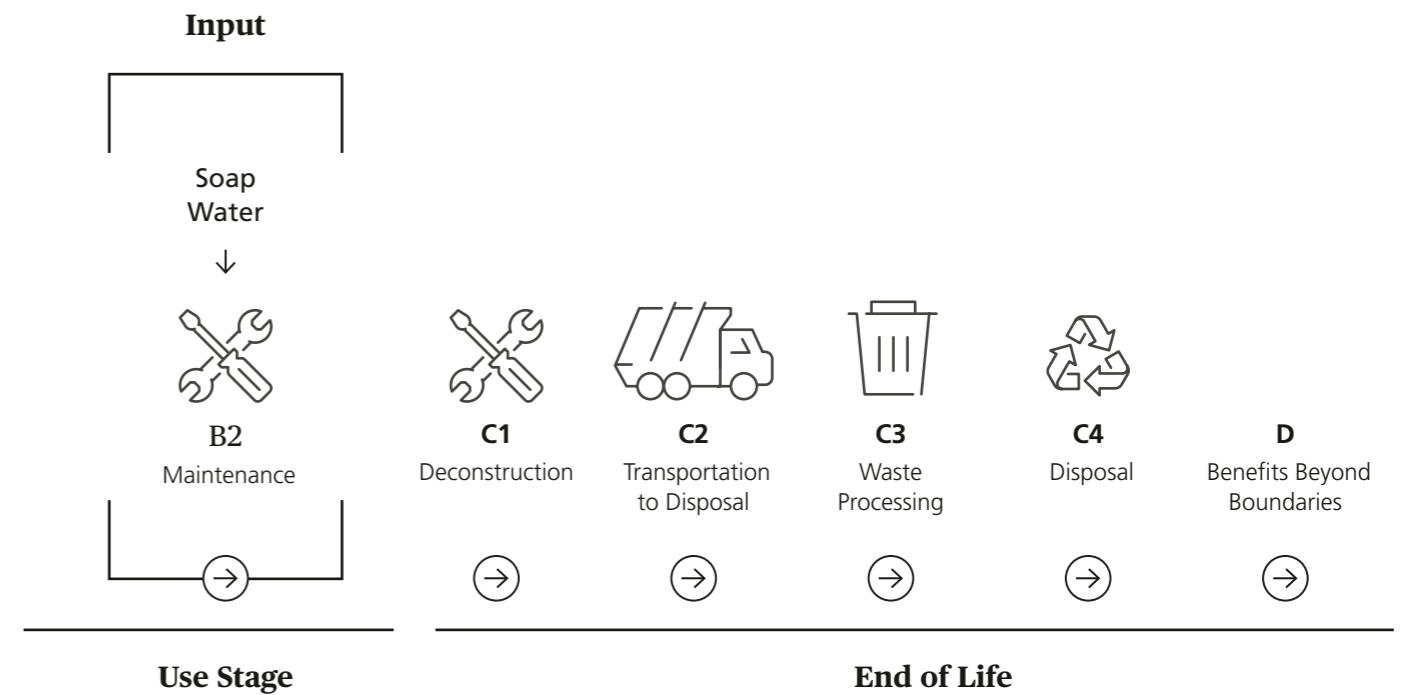 Input
Soap
Water
B2
Maintenance
C1
Deconstruction
C2
Transportation
to Disposal
C3
Waste
Processing
C4
Disposal
D
Benefits Beyond
Boundaries
Use Stage
End of Life